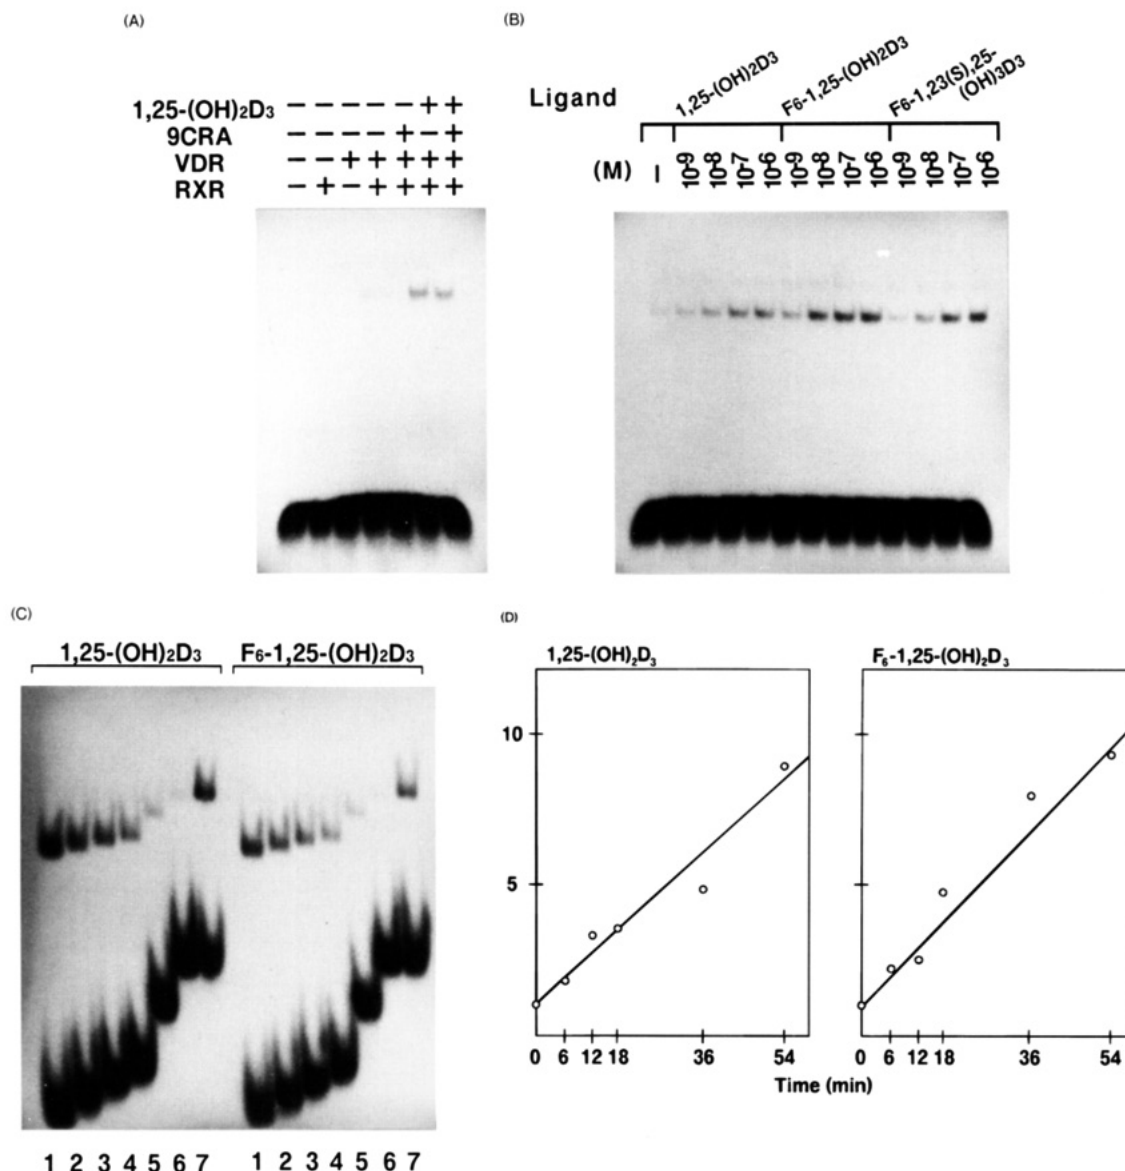 (A)
1,25-(OH)2D3 − − − − − + +
9CRA − − − − + − +
VDR − − + + + + +
RXR − + − + + + +
(B)
Ligand 1,25-(OH)2D3 F6-1,25-(OH)2D3 F6-1,23(S),25-(OH)3D3
(M) − 10-9 10-8 10-7 10-6 10-9 10-8 10-7 10-6 10-9 10-8 10-7 10-6
(C)
1,25-(OH)2D3 F6-1,25-(OH)2D3
1 2 3 4 5 6 7 1 2 3 4 5 6 7
(D)
1,25-(OH)2D3 F6-1,25-(OH)2D3
10
5
0 6 12 18 36 54 0 6 12 18 36 54
Time (min)